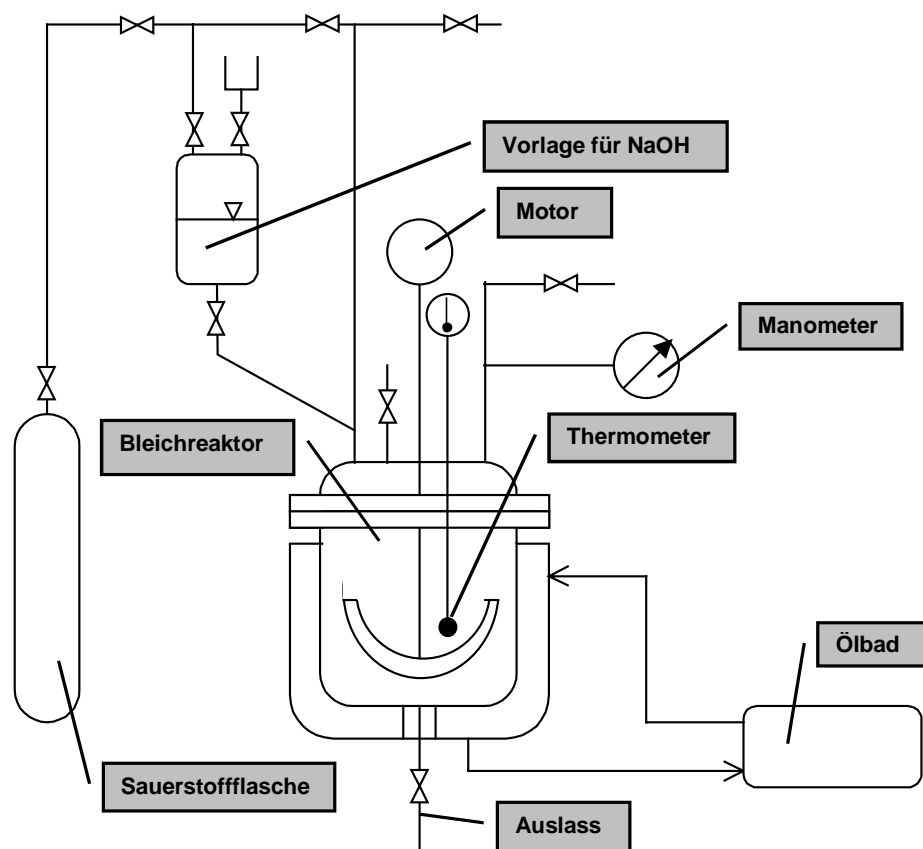 Vorlage für NaOH
Motor
Manometer
Bleichreaktor
Thermometer
Ölbad
Sauerstoffflasche
Auslass